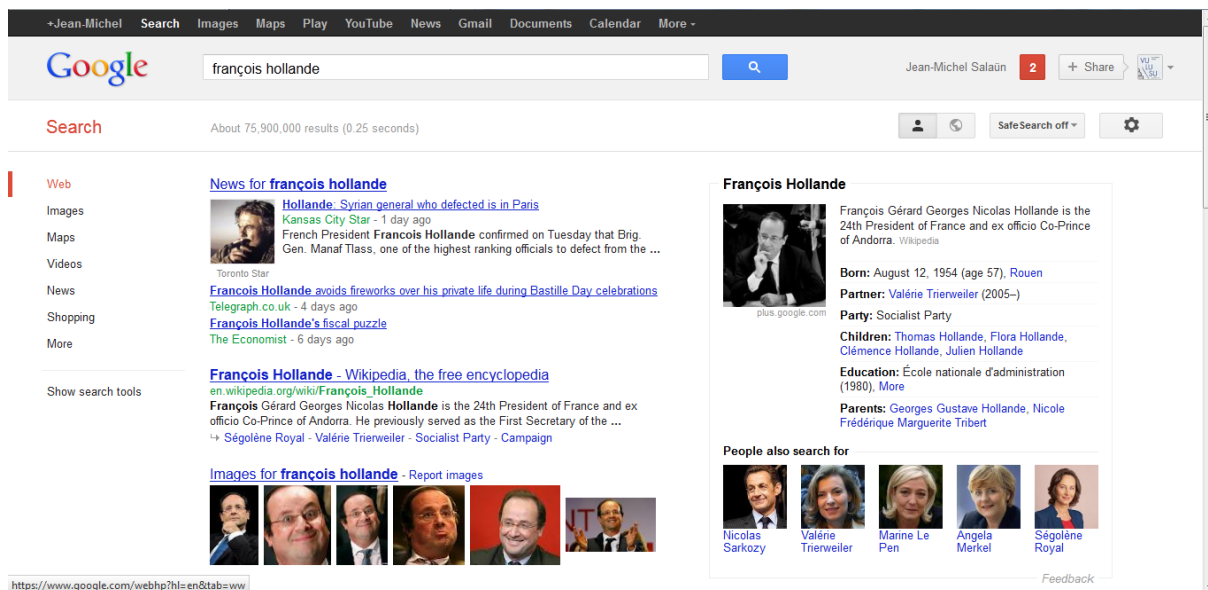 +Jean-Michel Search Images Maps Play YouTube News Gmail Documents Calendar More
Google
françois hollande
Jean-Michel Salaün 2 + Share
VU LU SU
Search
About 75,900,000 results (0.25 seconds)
SafeSearch off
Web
Images
Maps
Videos
News
Shopping
More
Show search tools
News for françois hollande
Hollande: Syrian general who defected is in Paris
Kansas City Star - 1 day ago
French President Francois Hollande confirmed on Tuesday that Brig.
Gen. Manaf Tlass, one of the highest ranking officials to defect from the ...
Toronto Star
Francois Hollande avoids fireworks over his private life during Bastille Day celebrations
Telegraph.co.uk - 4 days ago
François Hollande's fiscal puzzle
The Economist - 6 days ago
François Hollande - Wikipedia, the free encyclopedia
en.wikipedia.org/wiki/François_Hollande
François Gérard Georges Nicolas Hollande is the 24th President of France and ex
officio Co-Prince of Andorra. He previously served as the First Secretary of the ...
Ségolène Royal - Valérie Trierweiler - Socialist Party - Campaign
Images for françois hollande - Report images
NT
François Hollande
François Gérard Georges Nicolas Hollande is the
24th President of France and ex officio Co-Prince
of Andorra. Wikipedia
plus.google.com
Born: August 12, 1954 (age 57), Rouen
Partner: Valérie Trierweiler (2005–)
Party: Socialist Party
Children: Thomas Hollande, Flora Hollande,
Clémence Hollande, Julien Hollande
Education: École nationale d'administration
(1980), More
Parents: Georges Gustave Hollande, Nicole
Frédérique Marguerite Tribert
People also search for
Nicolas Sarkozy
Valérie Trierweiler
Marine Le Pen
Angela Merkel
Ségolène Royal
Feedback
https://www.google.com/webhp?hl=en&tab=ww